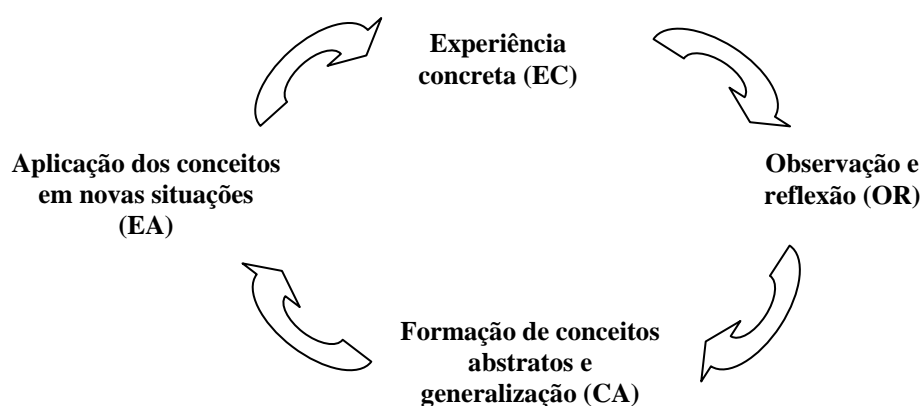 Experiência
concreta (EC)
Aplicação dos conceitos
em novas situações
(EA)
Observação e
reflexão (OR)
Formação de conceitos
abstratos e
generalização (CA)